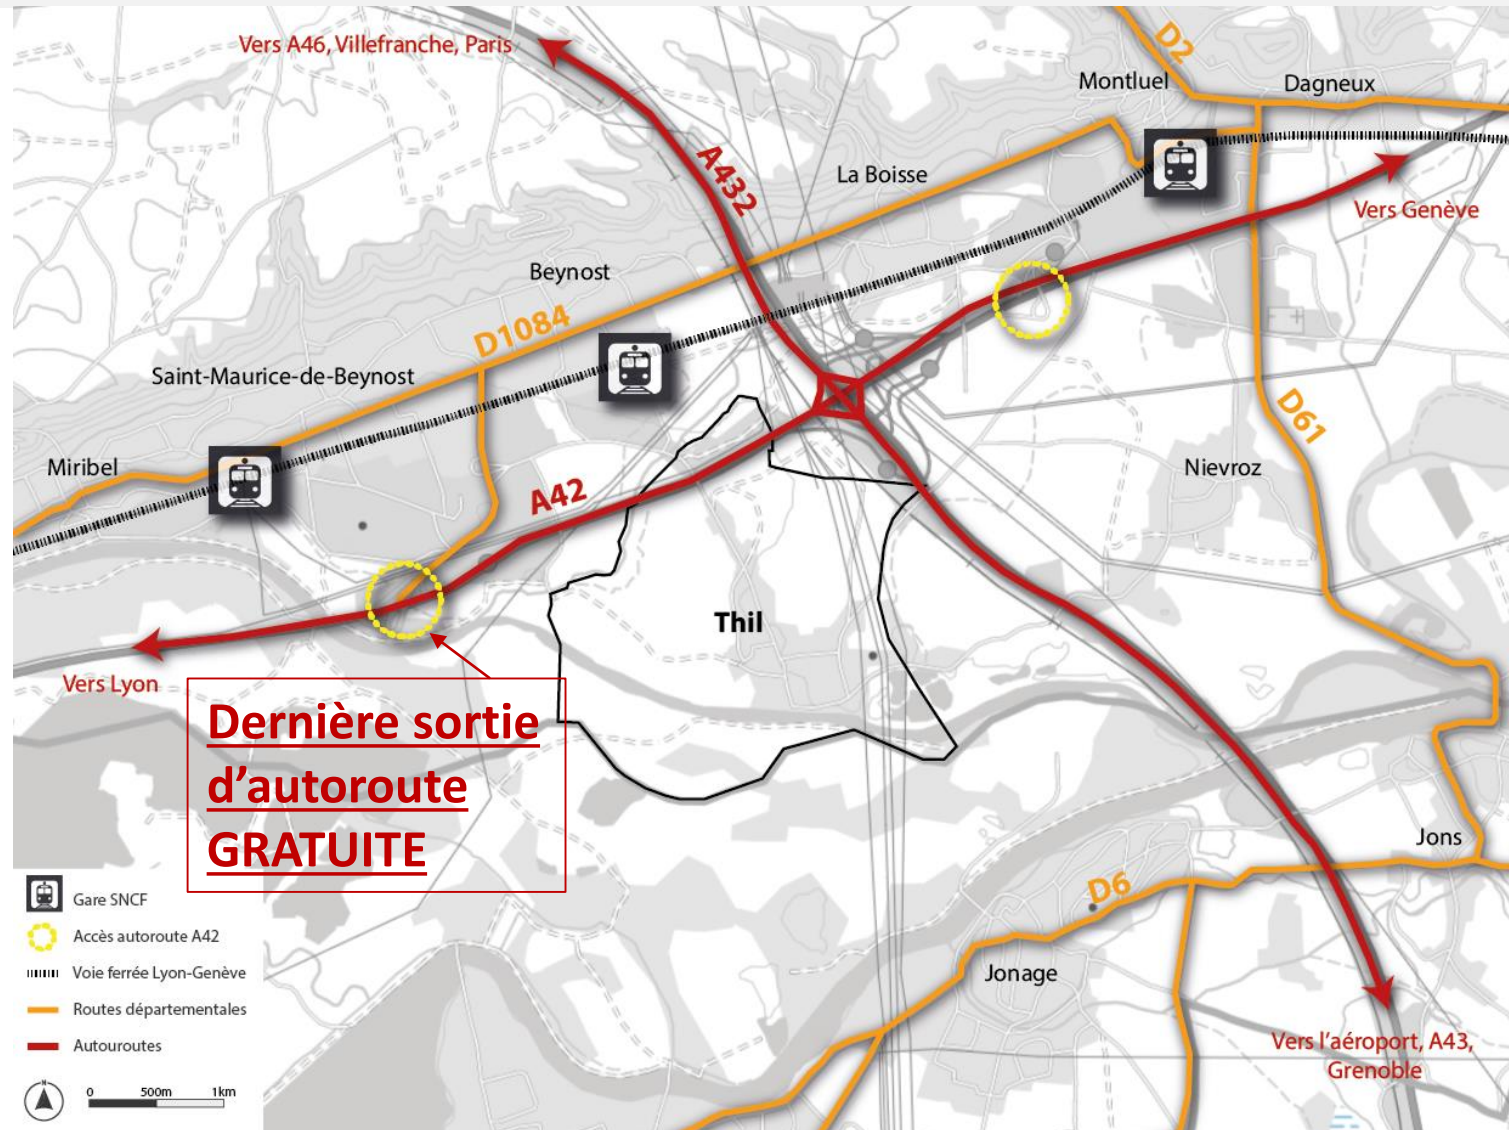 Vers A46, Villefranche, Paris
D2
Montluel
Dagneux
A432
La Boisse
Vers Genève
Beynost
D1084
Saint-Maurice-de-Beynost
D61
Miribel
Nievroz
A42
Thil
Vers Lyon
Dernière sortie
d’autoroute
GRATUITE
Jons
D6
Jonage
Gare SNCF
Accès autoroute A42
Voie ferrée Lyon-Genève
Routes départementales
Autouroutes
Vers l’aéroport, A43,
Grenoble
N
0 500m 1km